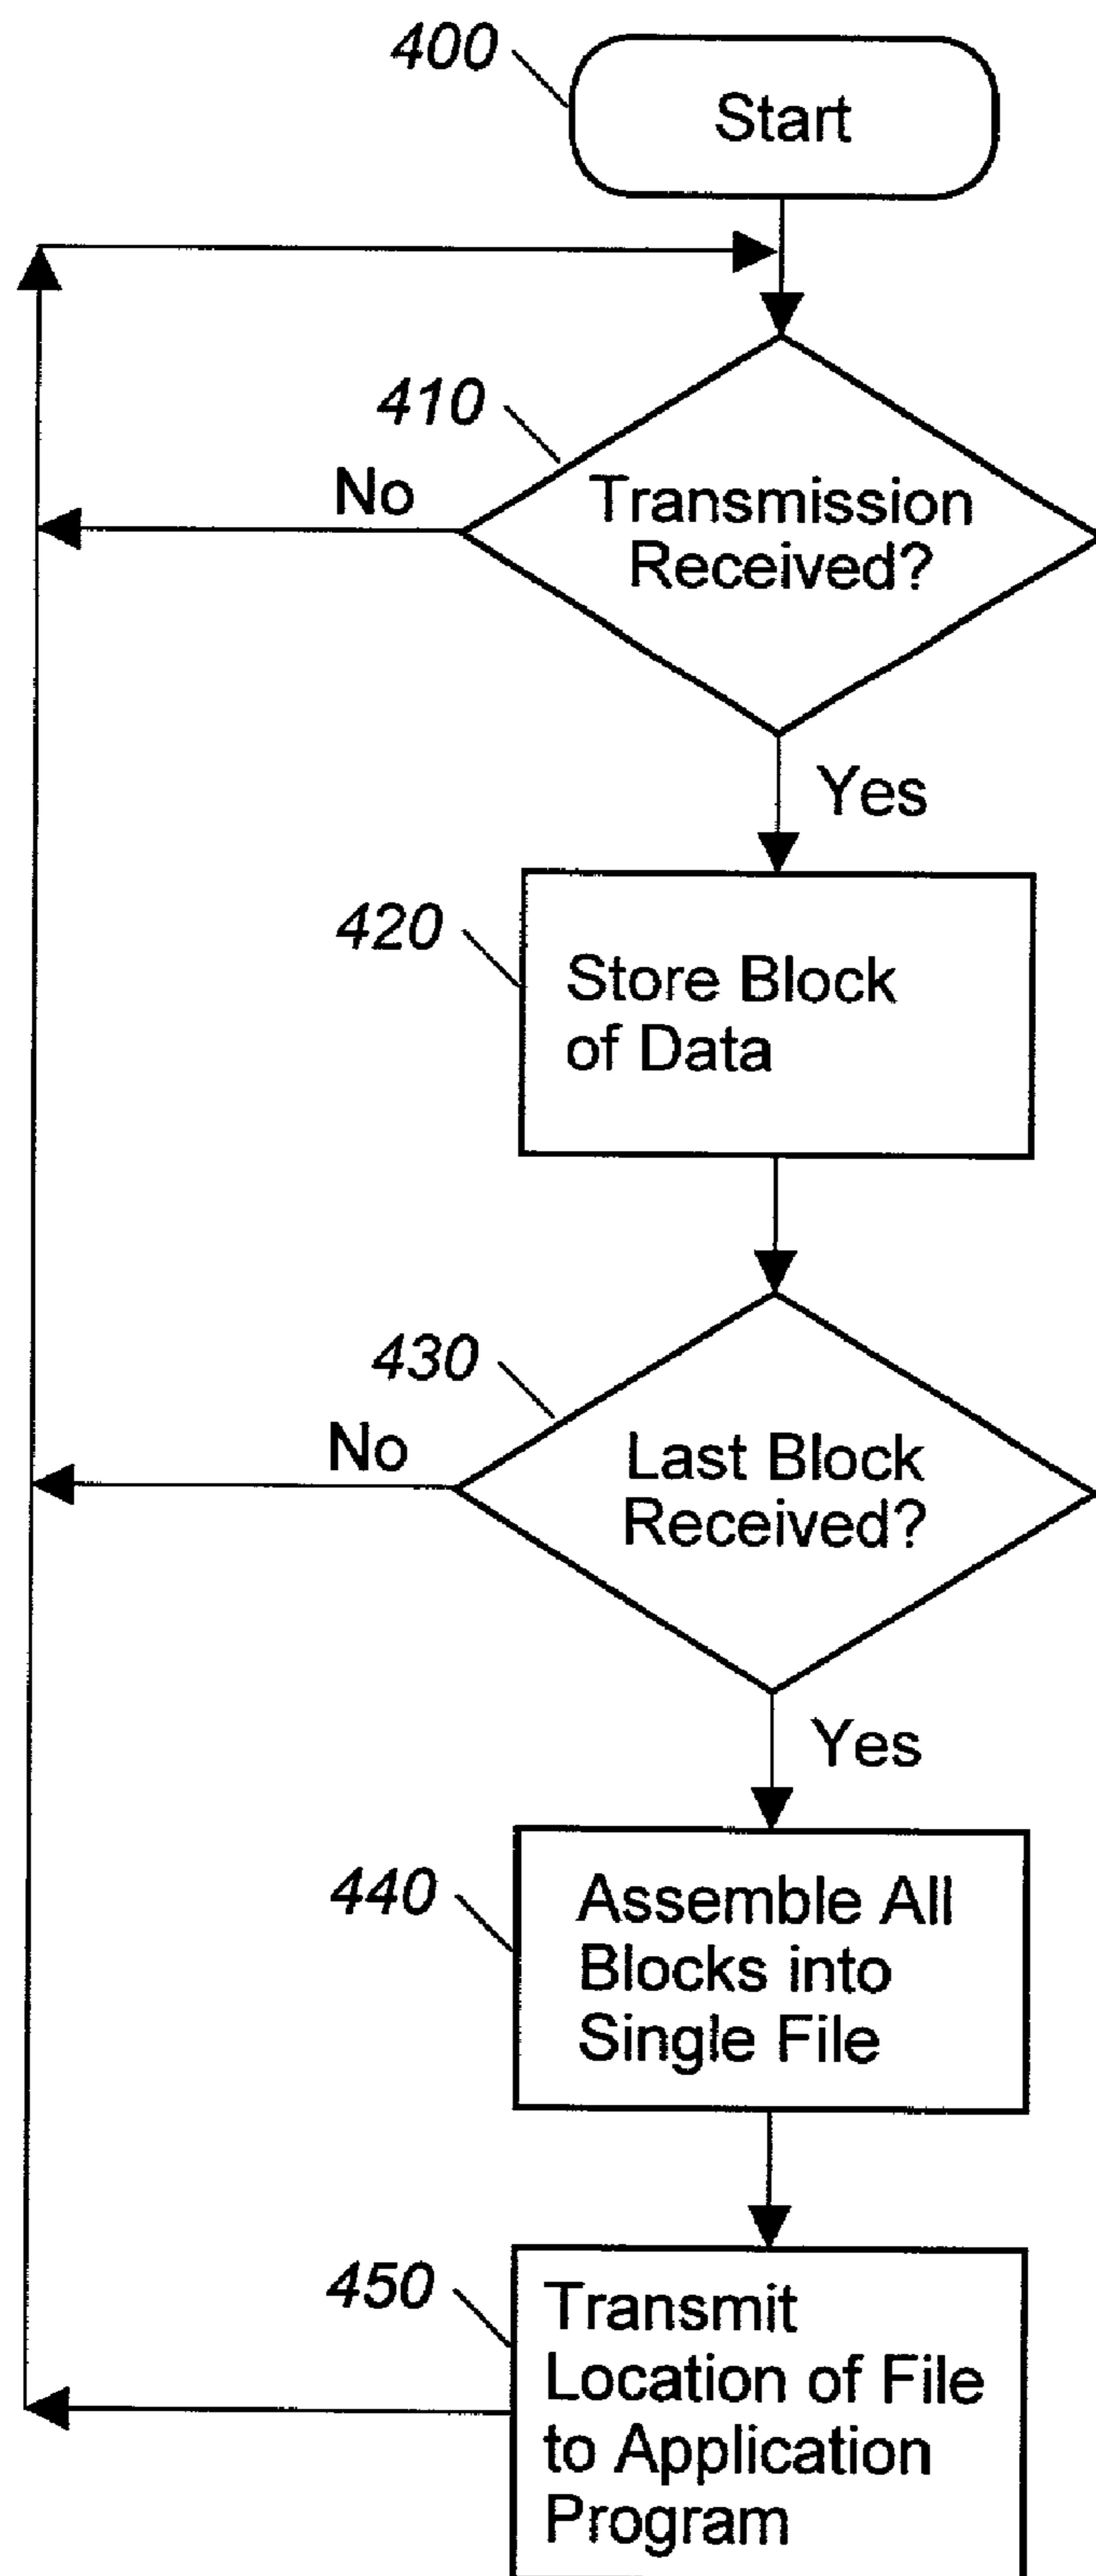 400
Start
410
No
Transmission
Received?
Yes
420
Store Block
of Data
430
No
Last Block
Received?
Yes
440
Assemble All
Blocks into
Single File
450
Transmit
Location of File
to Application
Program